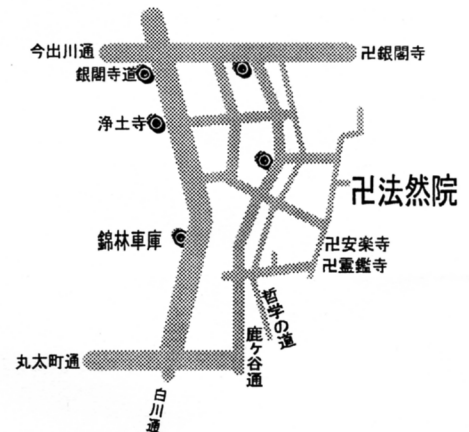 今出川通
卍銀閣寺
銀閣寺道
浄土寺
卍法然院
錦林車庫
卍安楽寺
卍霊鑑寺
哲学の道
鹿ヶ谷通
丸太町通
白川通